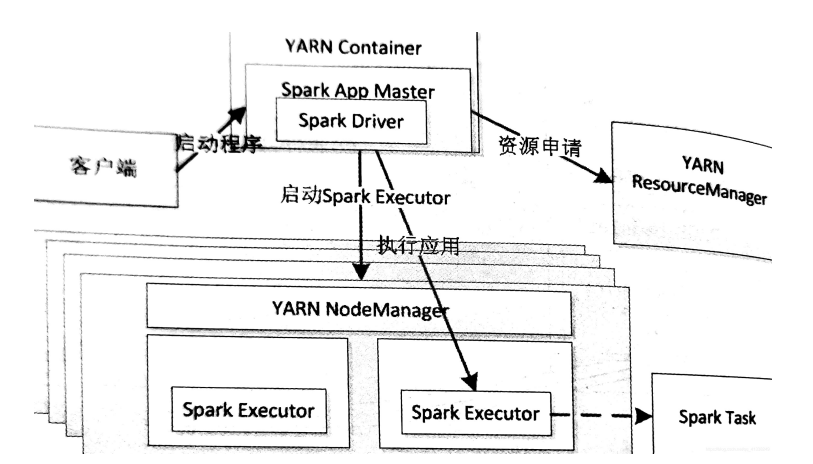 YARN Container
Spark App Master
Spark Driver
启动程序
客户端
资源申请
YARN
ResourceManager
启动Spark Executor
执行应用
YARN NodeManager
Spark Executor
Spark Executor
Spark Task